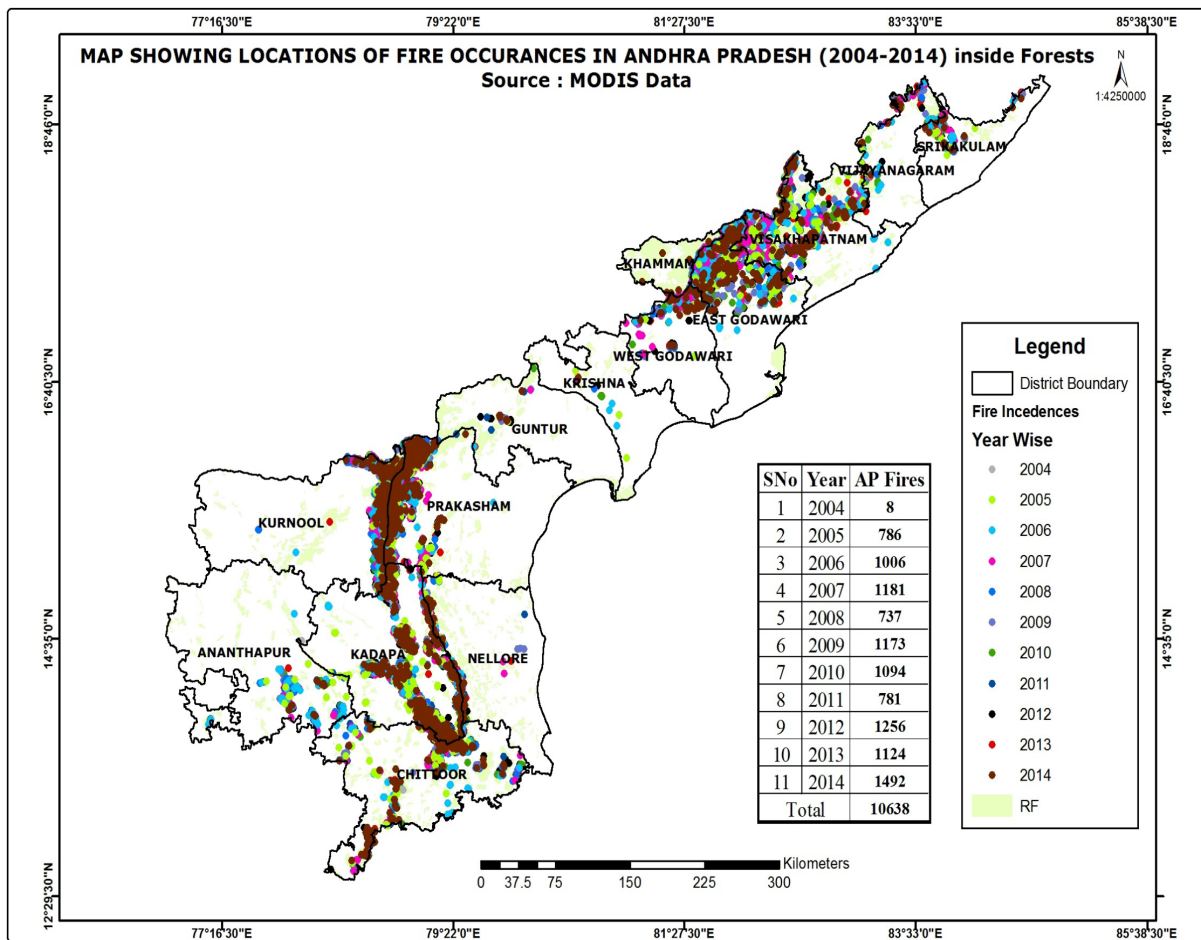 77°16'30"E 79°22'0"E 81°27'30"E 83°33'0"E 85°38'30"E
MAP SHOWING LOCATIONS OF FIRE OCCURANCES IN ANDHRA PRADESH (2004-2014) inside Forests
Source : MODIS Data
N
1:4250000
18°46'0"N 18°46'0"N
SRIKAKULAM
VIJAYANAGARAM
VISAKHAPATNAM
KHAMMAM
EAST GODAWARI
WEST GODAWARI
16°40'30"N 16°40'30"N
KRISHNA
GUNTUR
PRAKASHAM
KURNOOL
14°35'0"N 14°35'0"N
ANANTHAPUR
KADAPA
NELLORE
CHITTOOR
12°29'30"N 12°29'30"N
Legend
District Boundary
Fire Incedences
Year Wise
2004
2005
2006
2007
2008
2009
2010
2011
2012
2013
2014
RF
SNo Year AP Fires
1 2004 8
2 2005 786
3 2006 1006
4 2007 1181
5 2008 737
6 2009 1173
7 2010 1094
8 2011 781
9 2012 1256
10 2013 1124
11 2014 1492
Total 10638
Kilometers
0 37.5 75 150 225 300
77°16'30"E 79°22'0"E 81°27'30"E 83°33'0"E 85°38'30"E